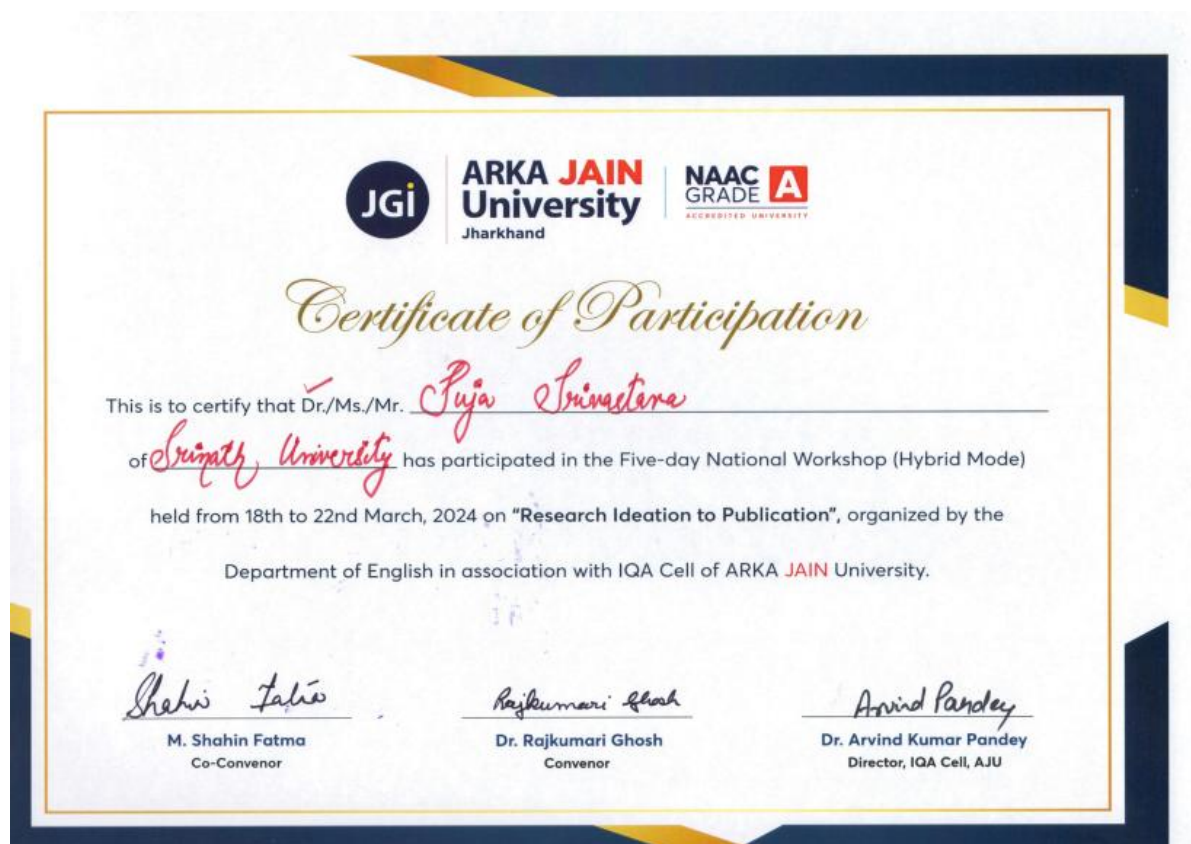 JGi
ARKA JAIN
University
Jharkhand
NAAC
GRADE A
ACCREDITED UNIVERSITY
Certificate of Participation
This is to certify that Dr./Ms./Mr. Puja Srivastava
of Srinath University has participated in the Five-day National Workshop (Hybrid Mode)
held from 18th to 22nd March, 2024 on "Research Ideation to Publication", organized by the
Department of English in association with IQA Cell of ARKA JAIN University.
Shahin Fatma
Rajkumari Ghosh
Arvind Pandey
M. Shahin Fatma
Dr. Rajkumari Ghosh
Dr. Arvind Kumar Pandey
Co-Convenor
Convenor
Director, IQA Cell, AJU